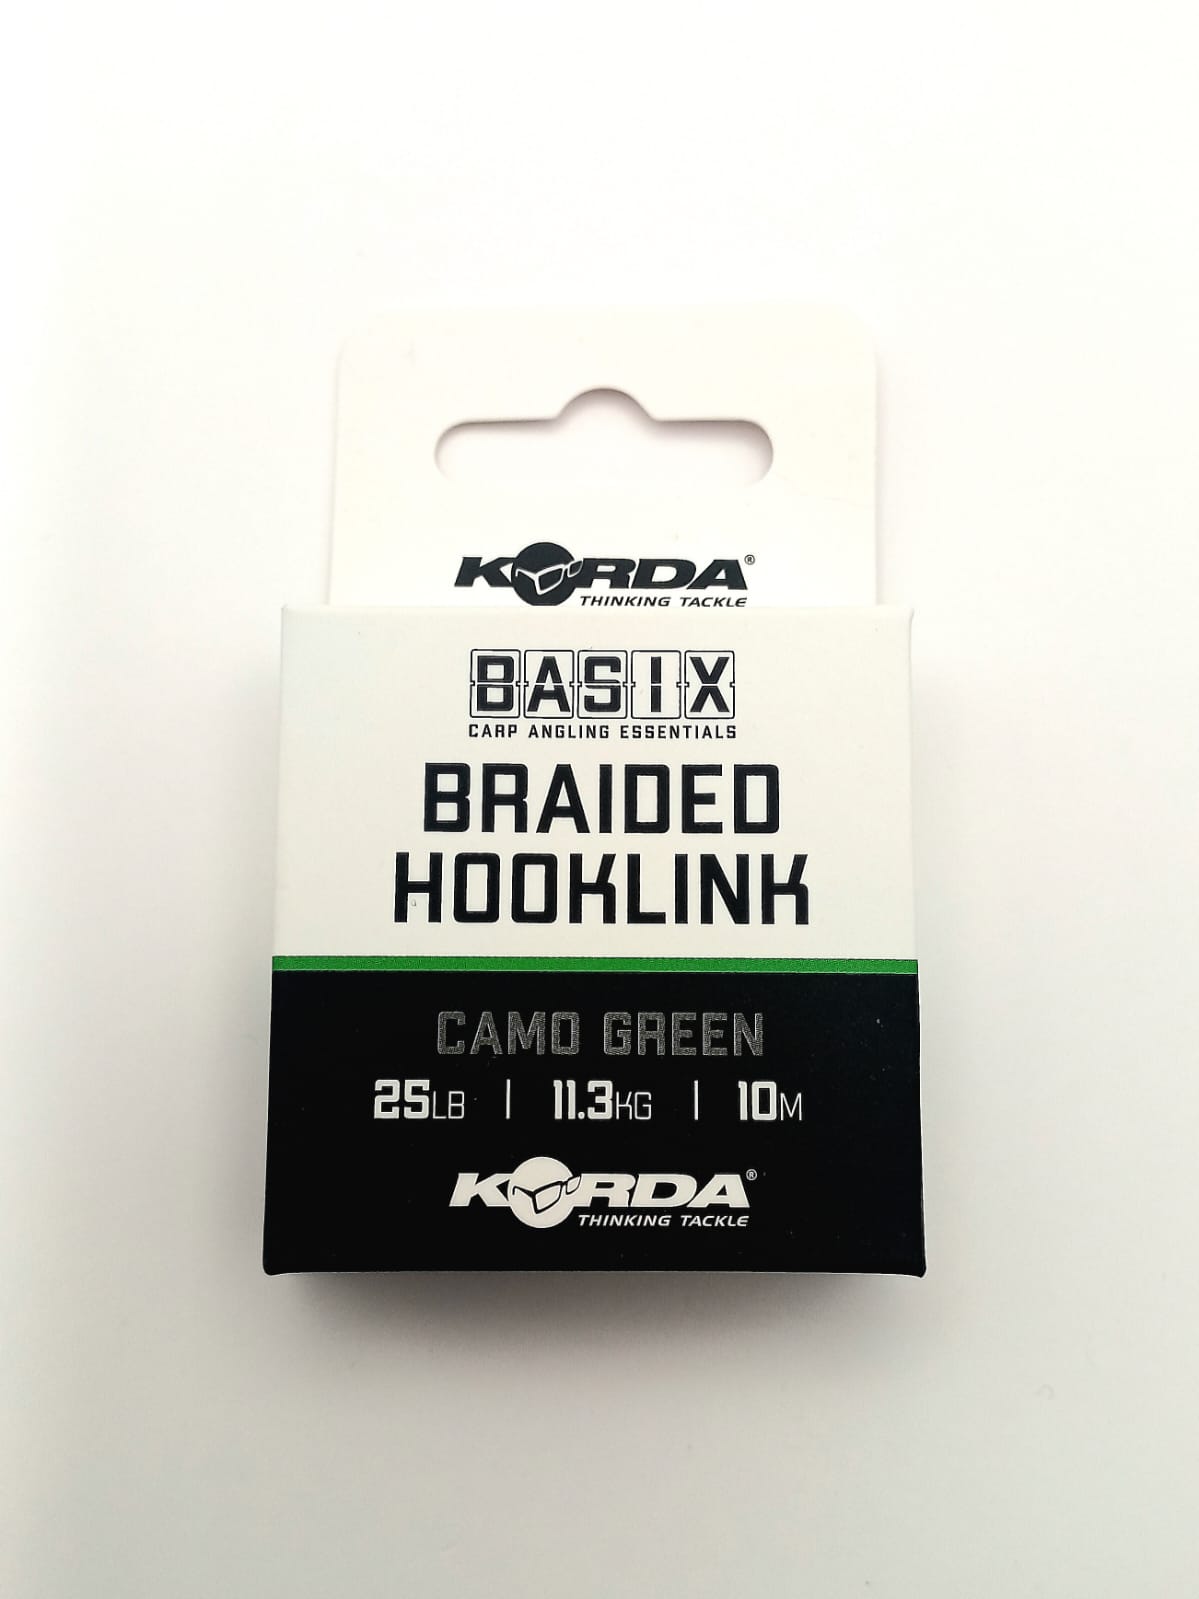 KORDA®
THINKING TACKLE
BASIX
CARP ANGLING ESSENTIALS
BRAIDED
HOOKLINK
CAMO GREEN
25LB | 11.3KG | 10M
KORDA®
THINKING TACKLE